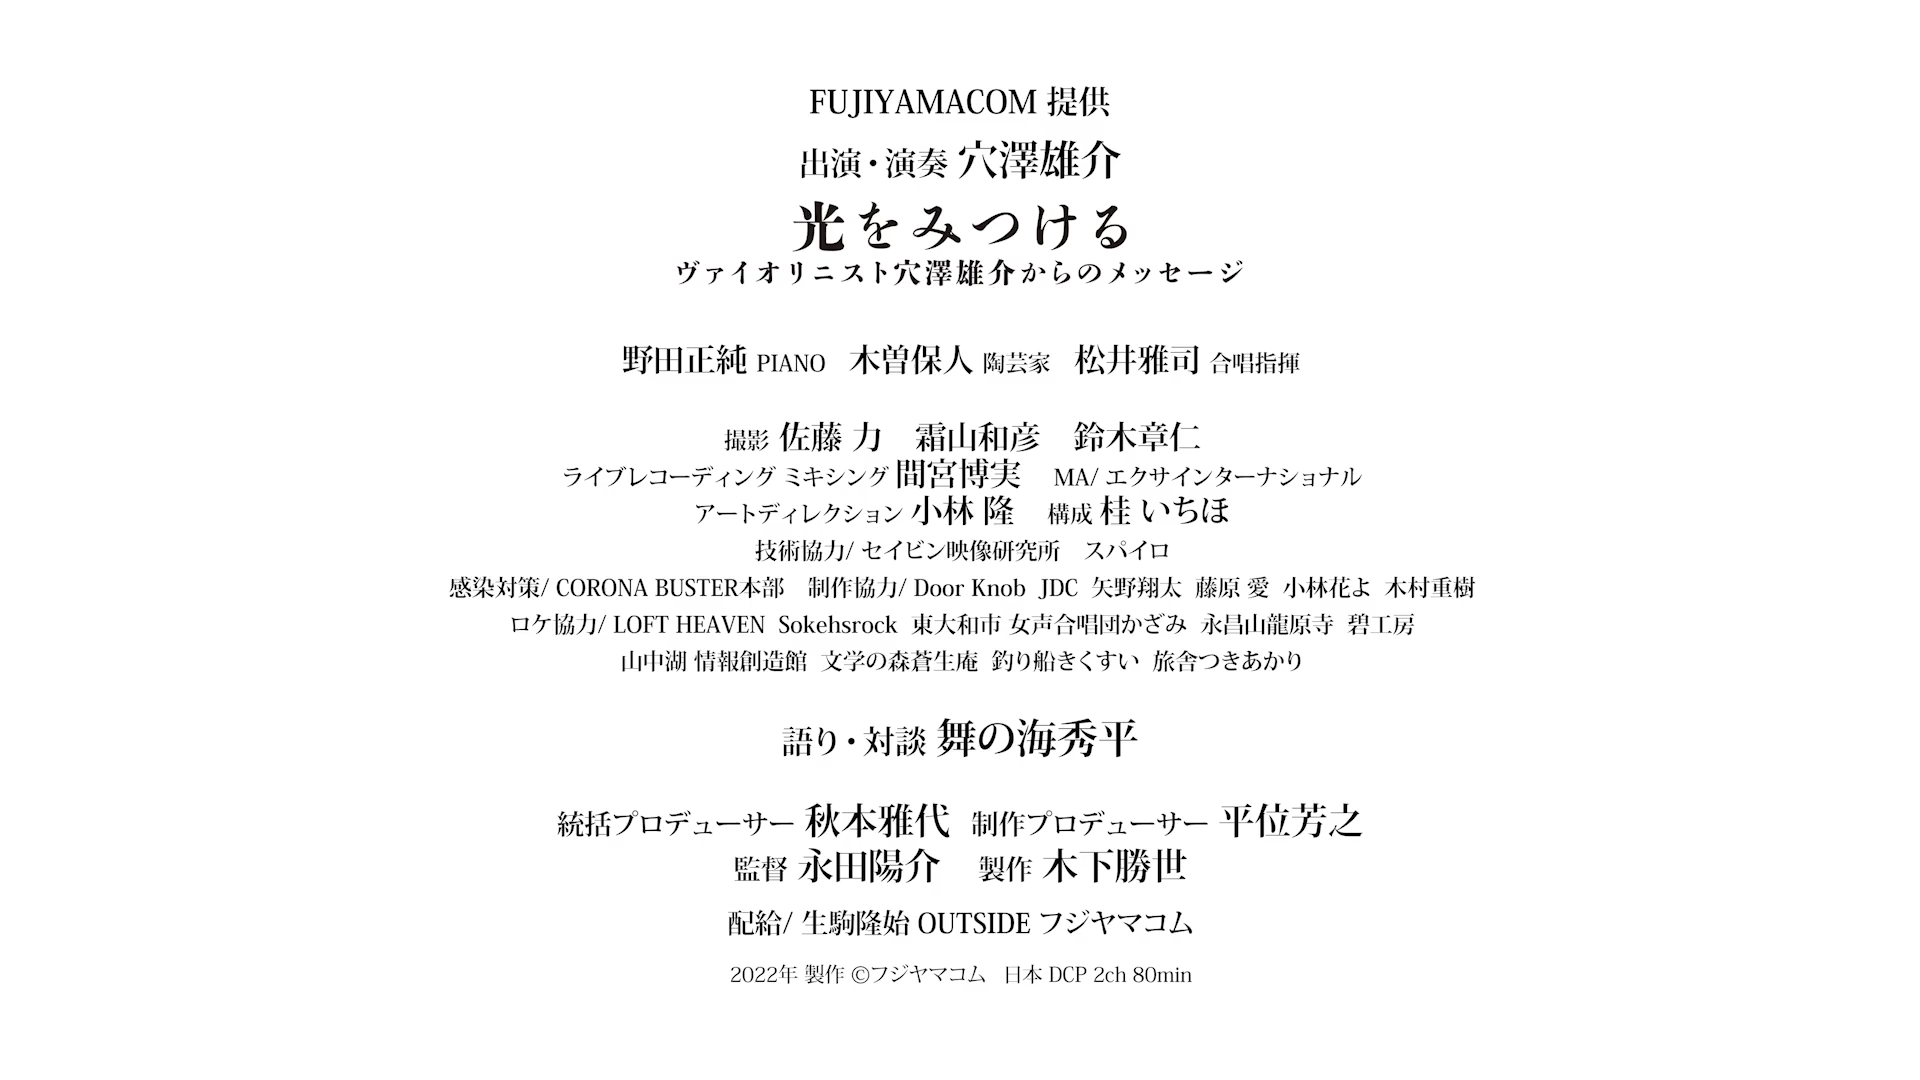 FUJIYAMACOM 提供
出演・演奏 穴澤雄介
光をみつける
ヴァイオリニスト穴澤雄介からのメッセージ
野田正純 PIANO 木曽保人 陶芸家 松井雅司 合唱指揮
撮影 佐藤 力 霜山和彦 鈴木章仁
ライブレコーディング ミキシング 間宮博実 MA/ エクサインターナショナル
アートディレクション 小林 隆 構成 桂 いちほ
技術協力/ セイビン映像研究所 スパイロ
感染対策/ CORONA BUSTER本部 制作協力/ Door Knob JDC 矢野翔太 藤原 愛 小林花よ 木村重樹
ロケ協力/ LOFT HEAVEN Sokehsrock 東大和市 女声合唱団かざみ 永昌山龍原寺 碧工房
山中湖 情報創造館 文学の森蒼生庵 釣り船きくすい 旅舎つきあかり
語り・対談 舞の海秀平
統括プロデューサー 秋本雅代 制作プロデューサー 平位芳之
監督 永田陽介 製作 木下勝世
配給/ 生駒隆始 OUTSIDE フジヤマコム
2022年 製作 ©フジヤマコム 日本 DCP 2ch 80min